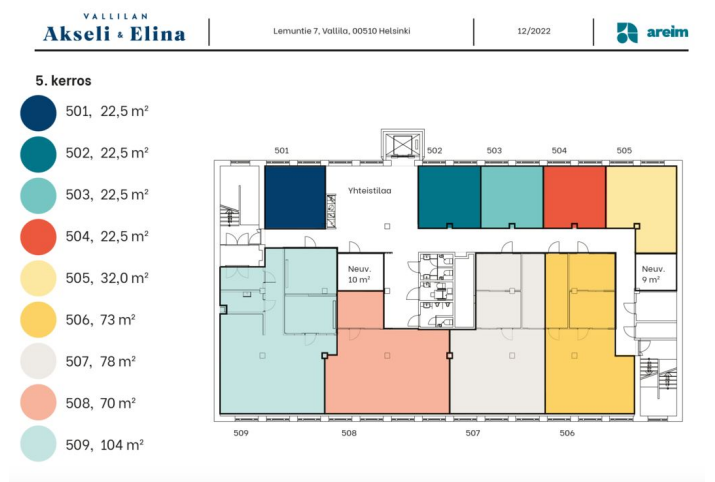 VALLILAN
Akseli & Elina
Lemuntie 7, Vallila, 00510 Helsinki
12/2022
areim
5. kerros
501, 22,5 m²
502, 22,5 m²
503, 22,5 m²
504, 22,5 m²
505, 32,0 m²
506, 73 m²
507, 78 m²
508, 70 m²
509, 104 m²
501
502
503
504
505
Yhteistilaa
Neuv.
10 m²
Neuv.
9 m²
509
508
507
506